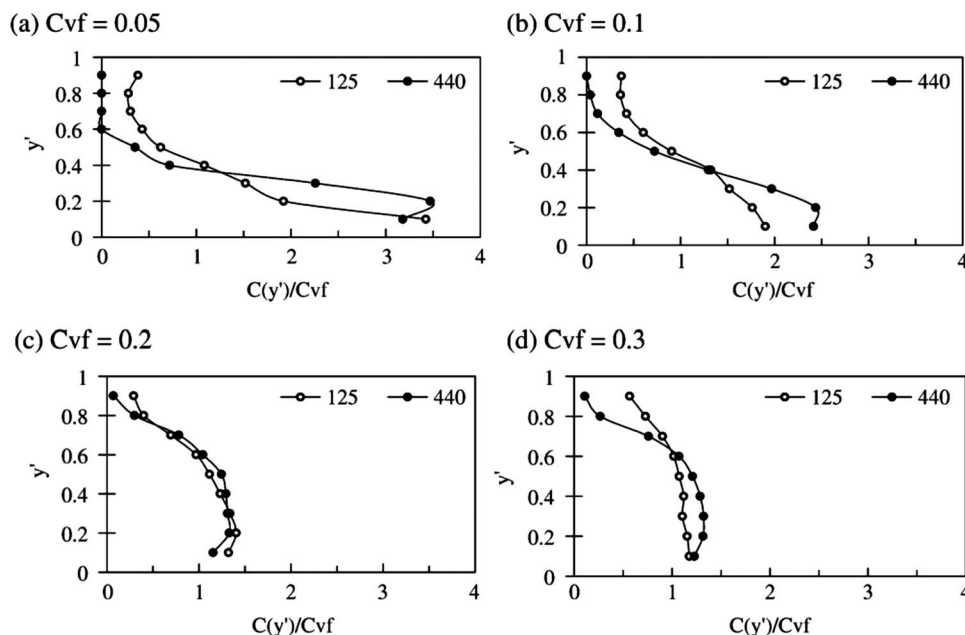 (a) Cvf = 0.05
1
0.8
0.6
0.4
0.2
0
y'
125 440
0 1 2 3 4
C(y')/Cvf
(b) Cvf = 0.1
1
0.8
0.6
0.4
0.2
0
y'
125 440
0 1 2 3 4
C(y')/Cvf
(c) Cvf = 0.2
1
0.8
0.6
0.4
0.2
0
y'
125 440
0 1 2 3 4
C(y')/Cvf
(d) Cvf = 0.3
1
0.8
0.6
0.4
0.2
0
y'
125 440
0 1 2 3 4
C(y')/Cvf